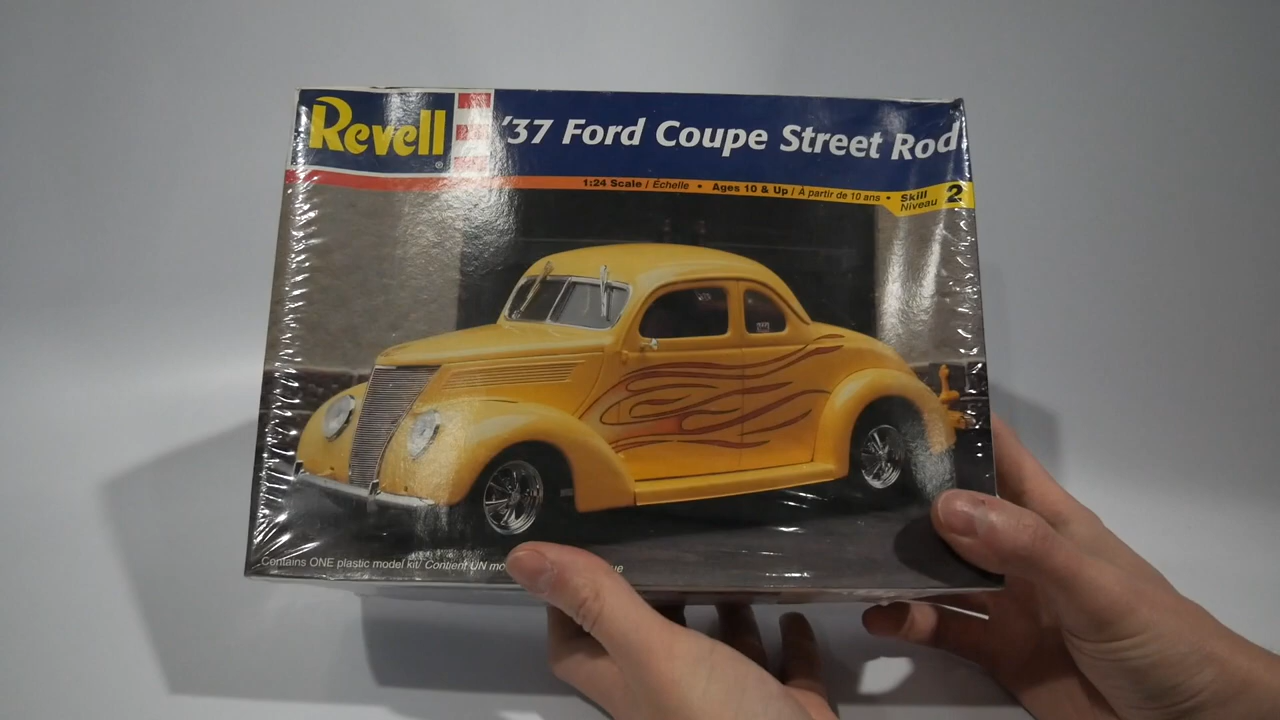 Revell ®
'37 Ford Coupe Street Rod
1:24 Scale / Échelle • Ages 10 & Up / À partir de 10 ans • Skill 2
Niveau
Contains ONE plastic model kit/ Contient UN